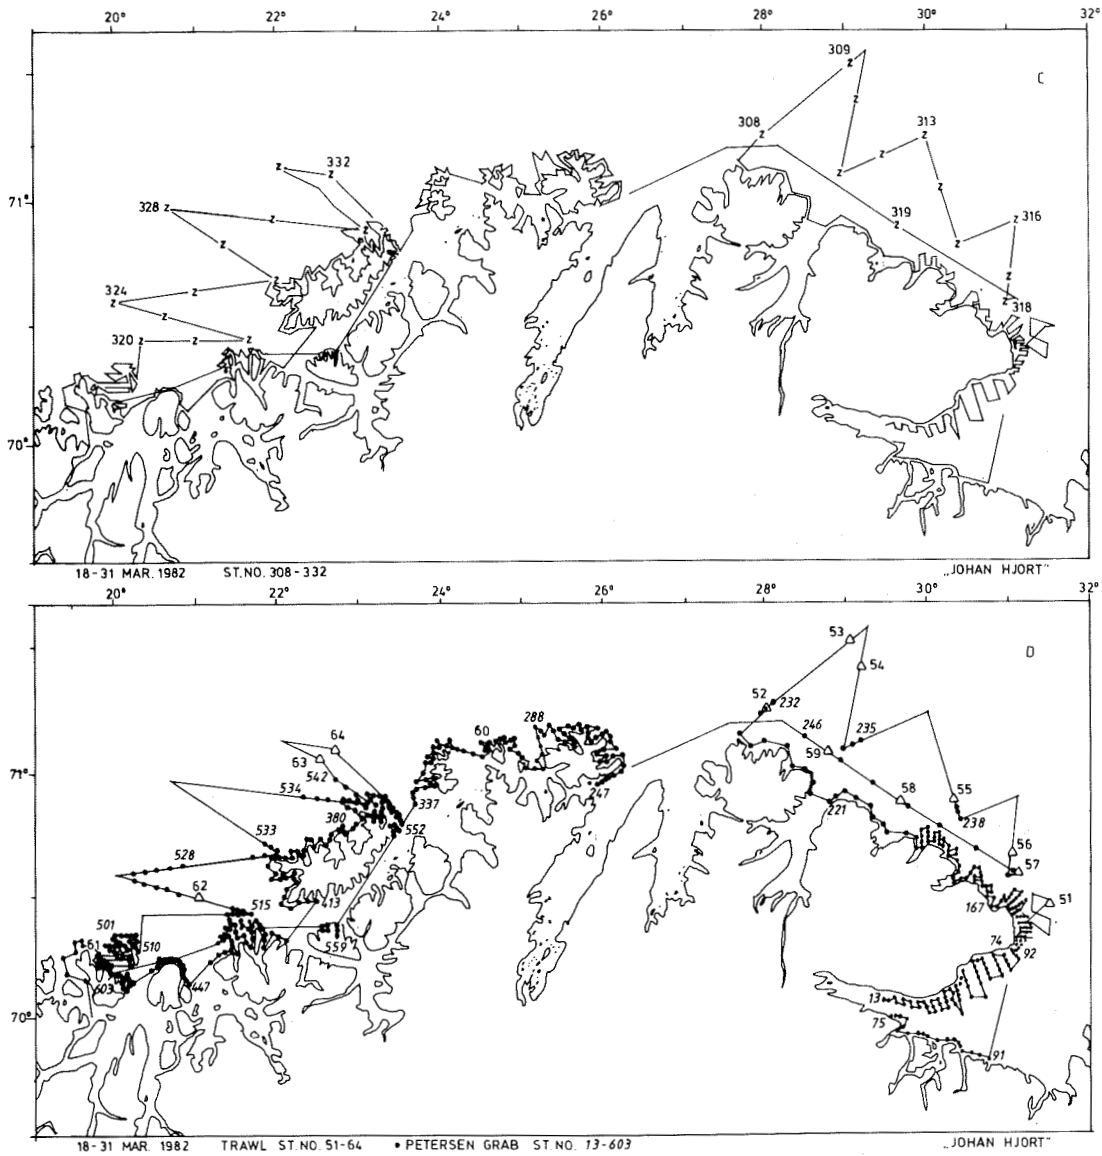 20° 22° 24° 26° 28° 30° 32°
309
C
308 313
332
71° 328 319 316
324 318
320
70°
18-31 MAR. 1982 ST.NO. 308-332 „JOHAN HJORT"
20° 22° 24° 26° 28° 30° 32°
53 D
54
52 232
288
60 246 235
64
59
63
71° 542
534 58 55
247
337 221 238
380
552
533 56
528 57
62
413 51
515 167
501
61 510 559 74
92
603 447 13
70° 75
91
18-31 MAR. 1982 TRAWL ST.NO. 51-64 • PETERSEN GRAB ST.NO. 13-603 „JOHAN HJORT"